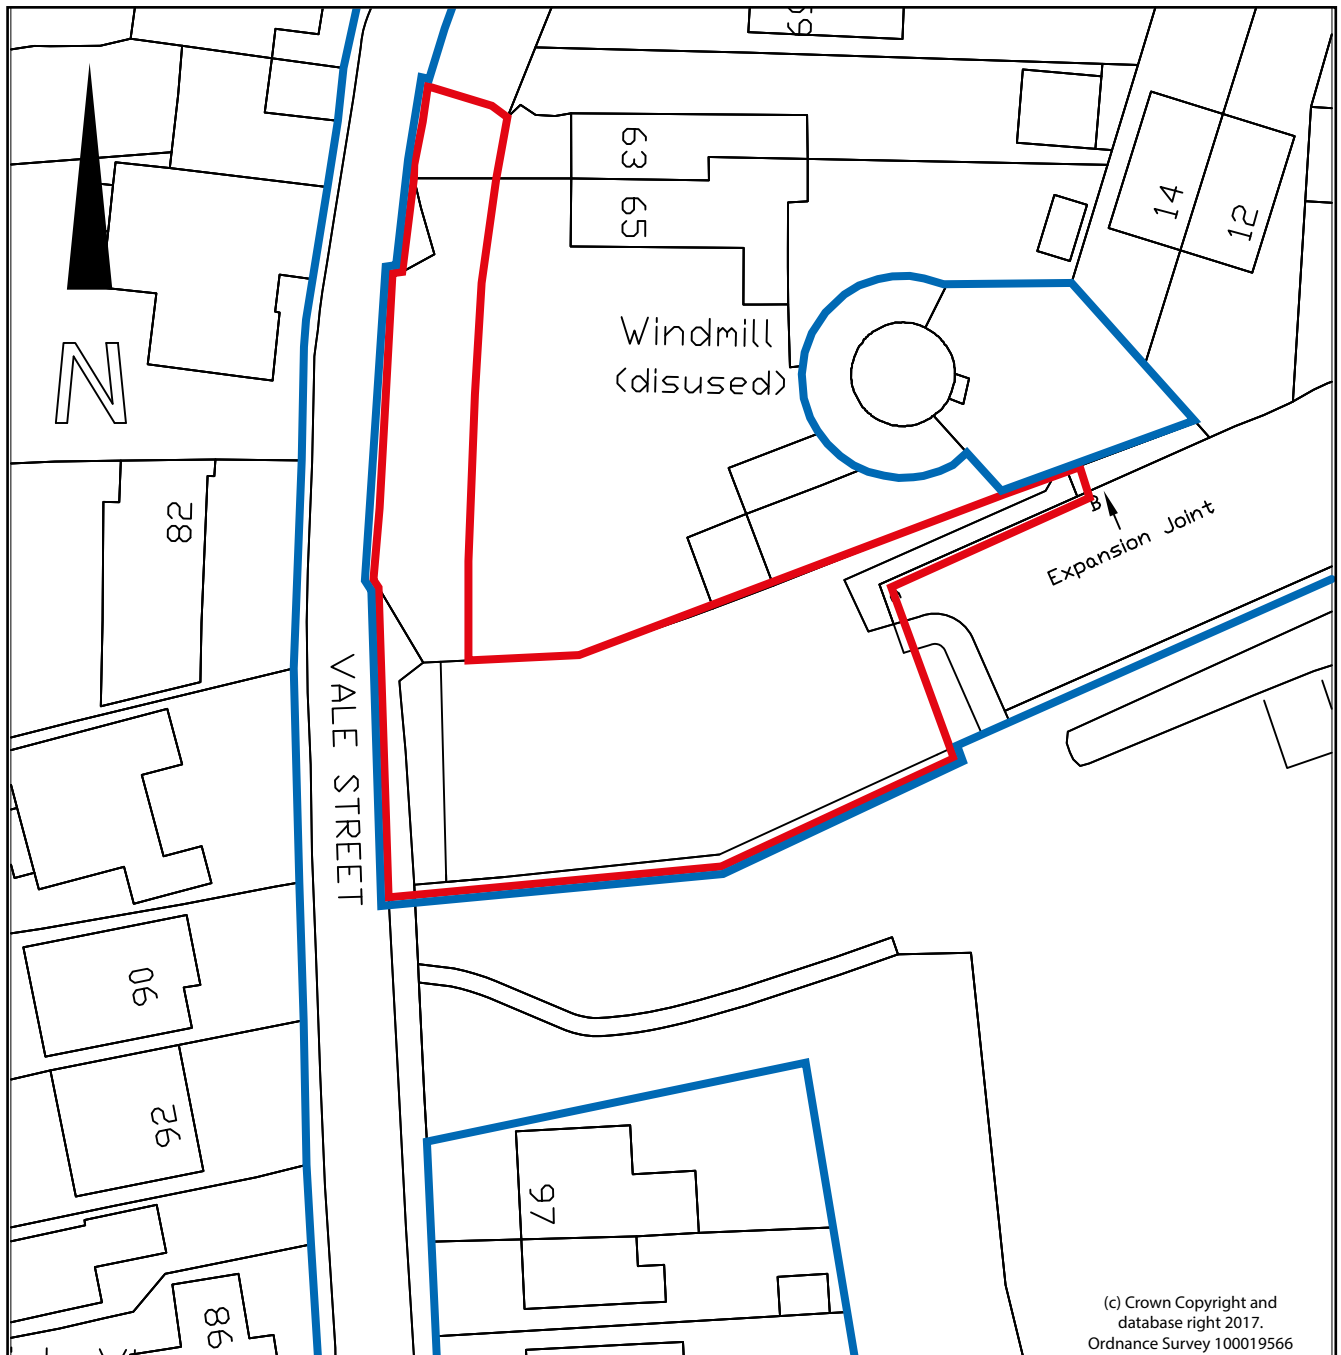 69
63
65
14
12
Windmill
(disused)
N
82
B
Expansion Joint
VALE STREET
90
92
97
98
(c) Crown Copyright and
database right 2017.
Ordnance Survey 100019566